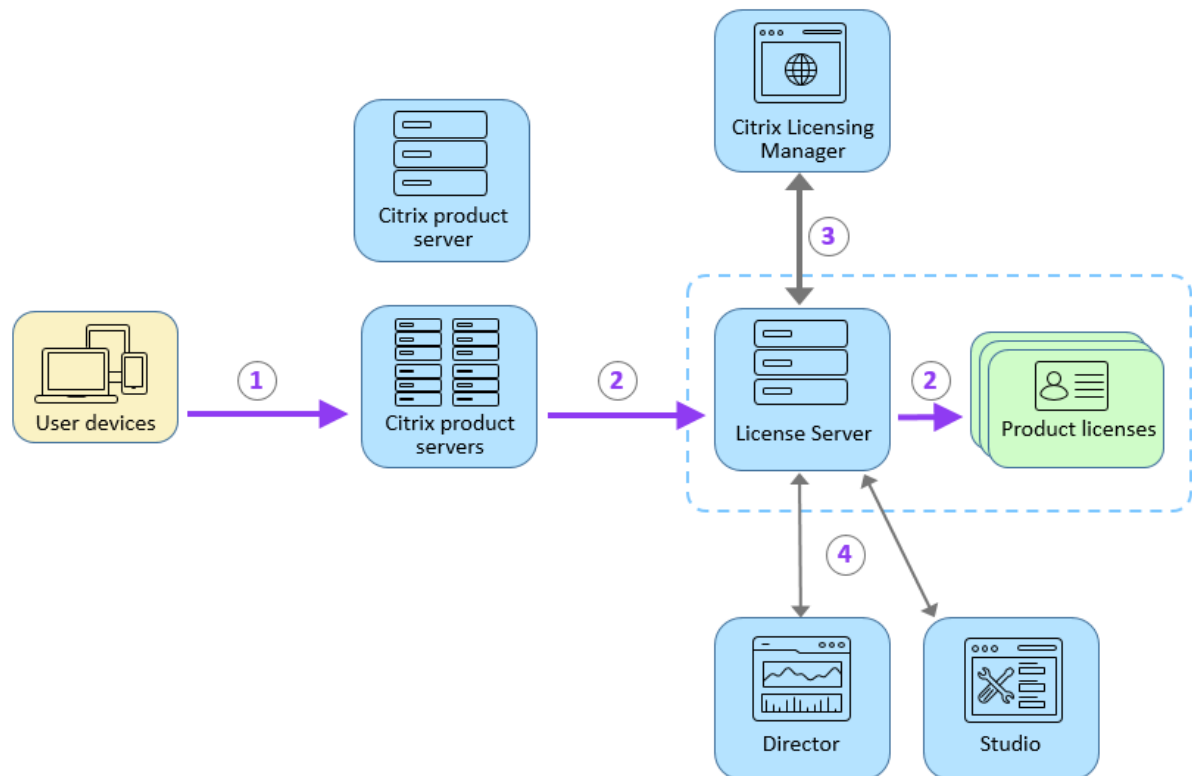 Citrix Licensing
Manager
Citrix product
server
3
User devices
1
Citrix product
servers
2
License Server
2
Product licenses
4
Director
Studio